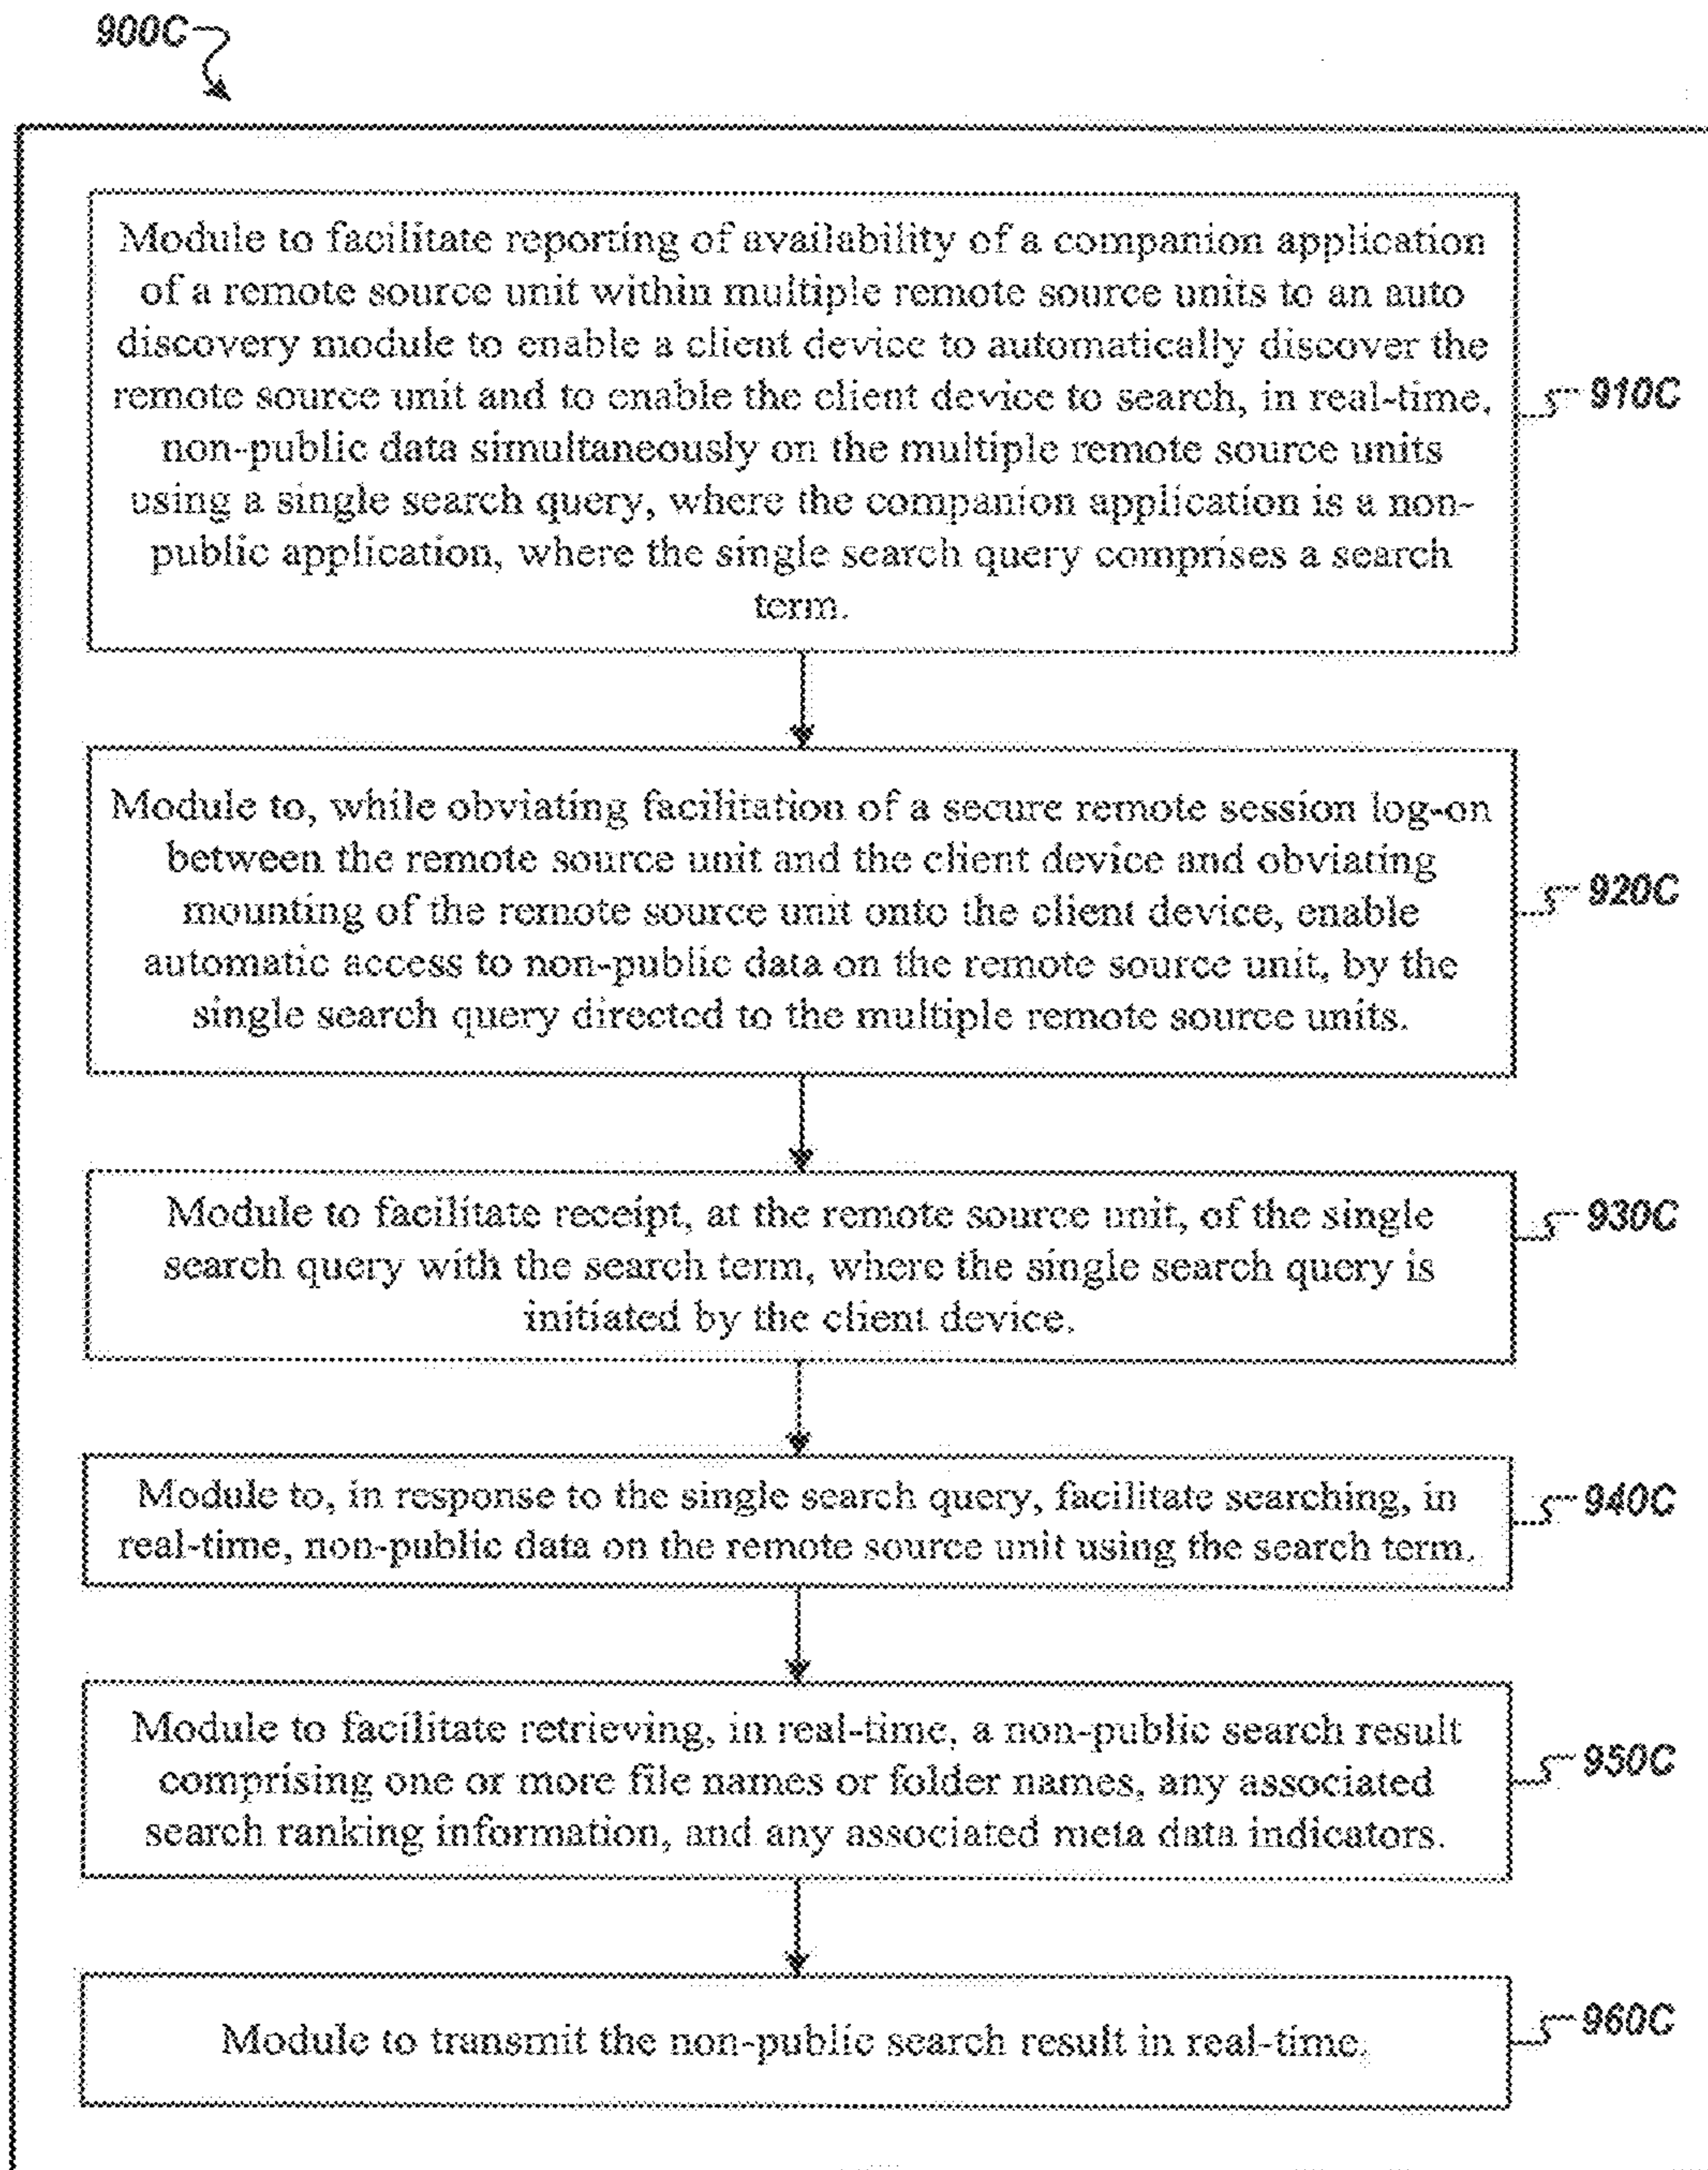 900C
Module to facilitate reporting of availability of a companion application
of a remote source unit within multiple remote source units to an auto
discovery module to enable a client device to automatically discover the
remote source unit and to enable the client device to search, in real-time,
non-public data simultaneously on the multiple remote source units
using a single search query, where the companion application is a non-
public application, where the single search query comprises a search
term.
910C
Module to, while obviating facilitation of a secure remote session log-on
between the remote source unit and the client device and obviating
mounting of the remote source unit onto the client device, enable
automatic access to non-public data on the remote source unit, by the
single search query directed to the multiple remote source units.
920C
Module to facilitate receipt, at the remote source unit, of the single
search query with the search term, where the single search query is
initiated by the client device.
930C
Module to, in response to the single search query, facilitate searching, in
real-time, non-public data on the remote source unit using the search term.
940C
Module to facilitate retrieving, in real-time, a non-public search result
comprising one or more file names or folder names, any associated
search ranking information, and any associated meta data indicators.
950C
Module to transmit the non-public search result in real-time.
960C